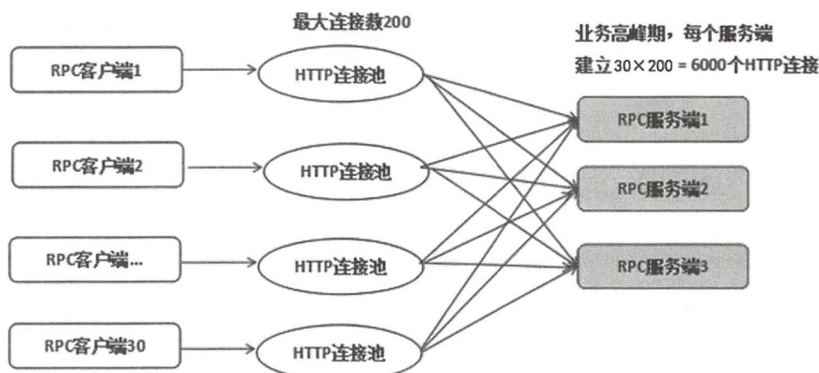 最大连接数200
业务高峰期，每个服务端
建立30×200 = 6000个HTTP连接
RPC客户端1
HTTP连接池
RPC服务端1
RPC客户端2
HTTP连接池
RPC服务端2
RPC客户端...
HTTP连接池
RPC服务端3
RPC客户端30
HTTP连接池